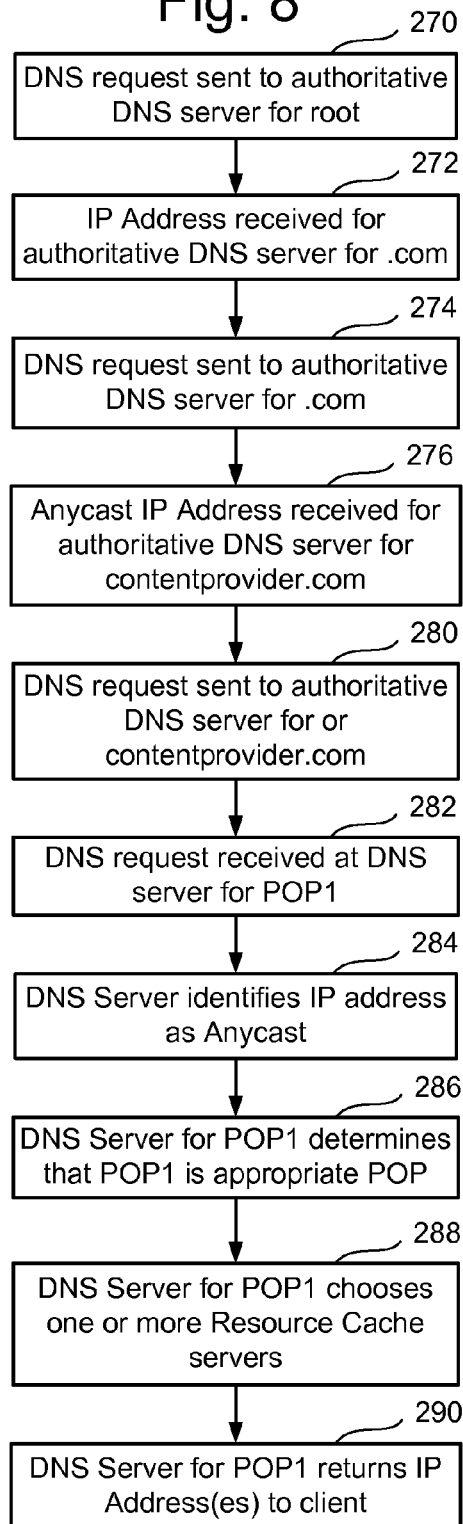 Fig. 8
270
DNS request sent to authoritative
DNS server for root
272
IP Address received for
authoritative DNS server for .com
274
DNS request sent to authoritative
DNS server for .com
276
Anycast IP Address received for
authoritative DNS server for
contentprovider.com
280
DNS request sent to authoritative
DNS server for or
contentprovider.com
282
DNS request received at DNS
server for POP1
284
DNS Server identifies IP address
as Anycast
286
DNS Server for POP1 determines
that POP1 is appropriate POP
288
DNS Server for POP1 chooses
one or more Resource Cache
servers
290
DNS Server for POP1 returns IP
Address(es) to client